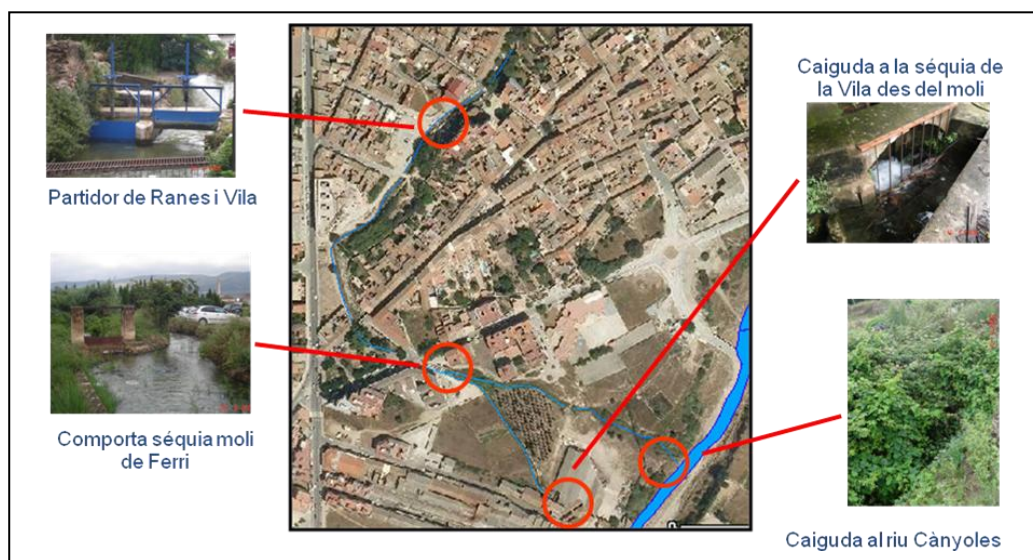 Partidor de Ranes i Vila
Comporta séquia moli
de Ferri
Caiguda a la séquia de
la Vila des del moli
Caiguda al riu Cànyoles